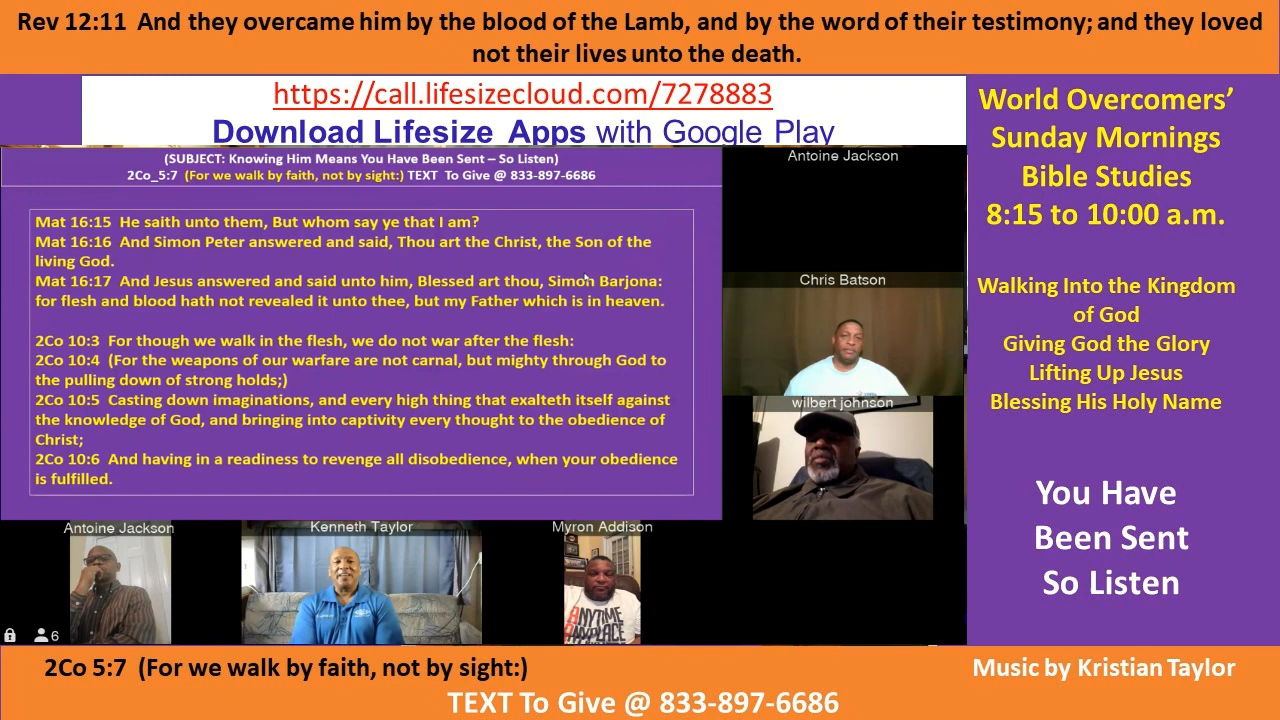 Rev 12:11  And they overcame him by the blood of the Lamb, and by the word of their testimony; and they loved
not their lives unto the death.
https://call.lifesizecloud.com/7278883
Download Lifesize Apps with Google Play
(SUBJECT: Knowing Him Means You Have Been Sent – So Listen)
2Co_5:7  (For we walk by faith, not by sight:) TEXT  To Give @ 833-897-6686
Mat 16:15  He saith unto them, But whom say ye that I am?
Mat 16:16  And Simon Peter answered and said, Thou art the Christ, the Son of the
living God.
Mat 16:17  And Jesus answered and said unto him, Blessed art thou, Simon Barjona:
for flesh and blood hath not revealed it unto thee, but my Father which is in heaven.
2Co 10:3  For though we walk in the flesh, we do not war after the flesh:
2Co 10:4  (For the weapons of our warfare are not carnal, but mighty through God to
the pulling down of strong holds;)
2Co 10:5  Casting down imaginations, and every high thing that exalteth itself against
the knowledge of God, and bringing into captivity every thought to the obedience of
Christ;
2Co 10:6  And having in a readiness to revenge all disobedience, when your obedience
is fulfilled.
Antoine Jackson
Chris Batson
wilbert johnson
Antoine Jackson
Kenneth Taylor
Myron Addison
NYTIME
PLACE
6
World Overcomers'
Sunday Mornings
Bible Studies
8:15 to 10:00 a.m.
Walking Into the Kingdom
of God
Giving God the Glory
Lifting Up Jesus
Blessing His Holy Name
You Have
Been Sent
So Listen
2Co 5:7  (For we walk by faith, not by sight:)
Music by Kristian Taylor
TEXT To Give @ 833-897-6686